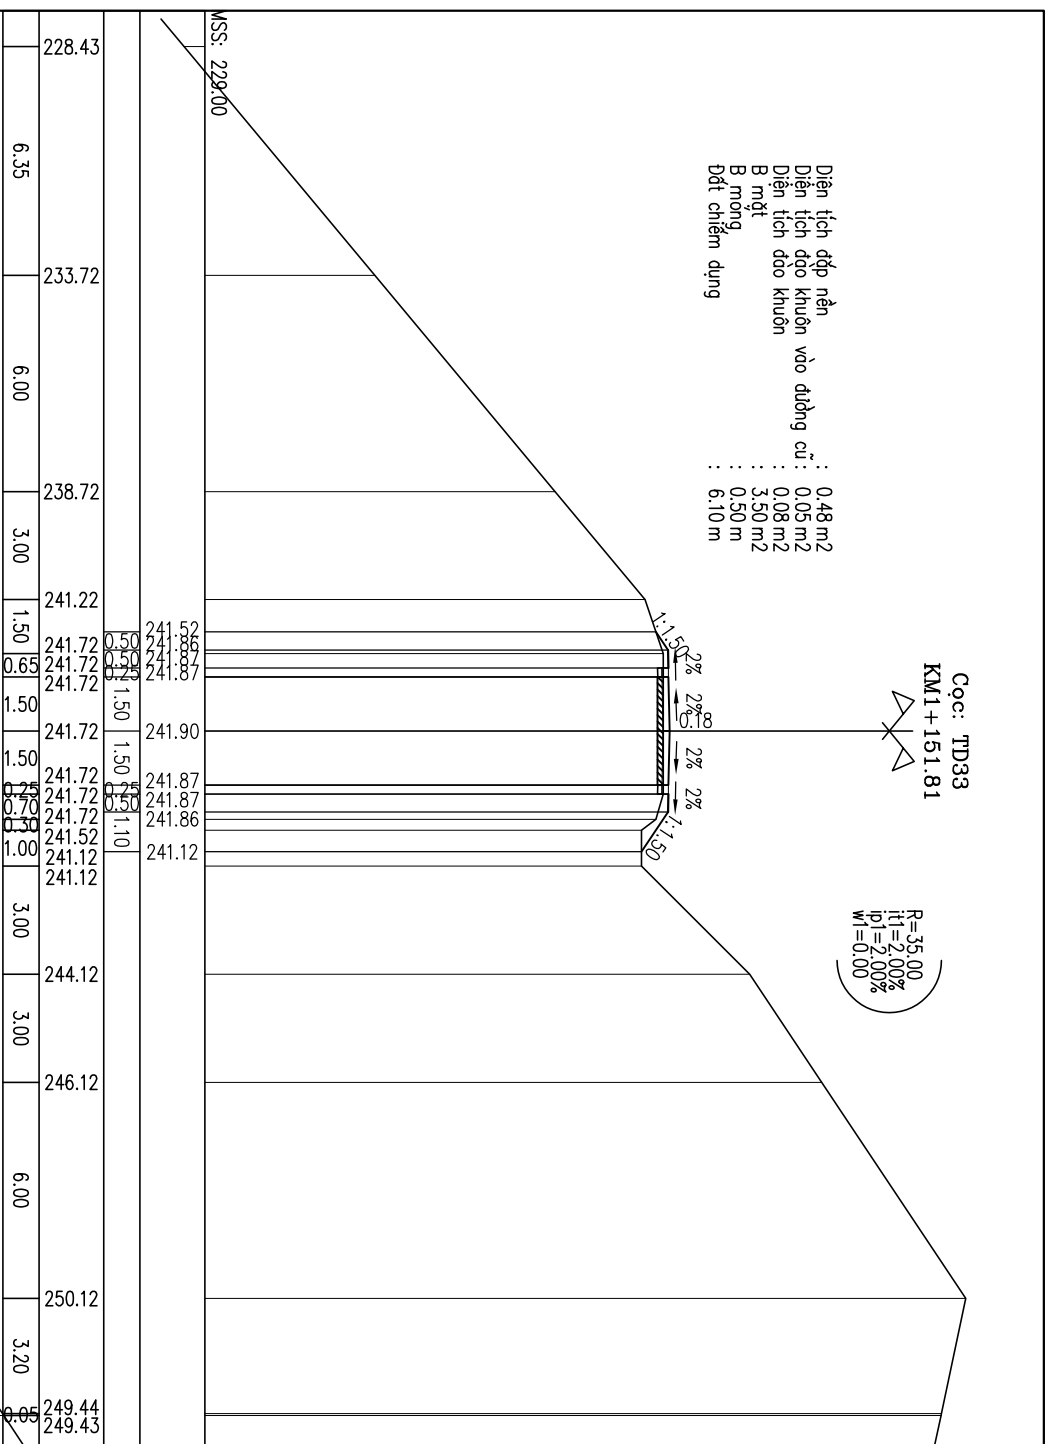 Cọc: TD33
KM1+151.81
R=35.00
it1=2.00%
ip1=2.00%
w1=0.00
Diện tích đắp nền : 0.48 m2
Diện tích đào khuôn vào đường cũ : 0.05 m2
Diện tích đào khuôn : 0.08 m2
B mặt : 3.50 m2
B mong : 0.50 m
Đất chiếm dụng : 6.10 m
0.18
2% 2% 2% 2%
1:1.50 1:1.50
MSS: 229.00
241.52 241.86 241.87 241.87 241.90 241.87 241.87 241.86 241.12
0.50 0.50 0.25 1.50 1.50 0.25 0.50 1.10
228.43 233.72 238.72 241.22 241.72 241.72 241.72 241.72 241.72 241.72 241.72 241.52 241.12 241.12 244.12 246.12 250.12 249.44 249.43
6.35 6.00 3.00 1.50 0.65 1.50 1.50 0.25 0.70 0.30 1.00 3.00 3.00 6.00 3.20 0.05